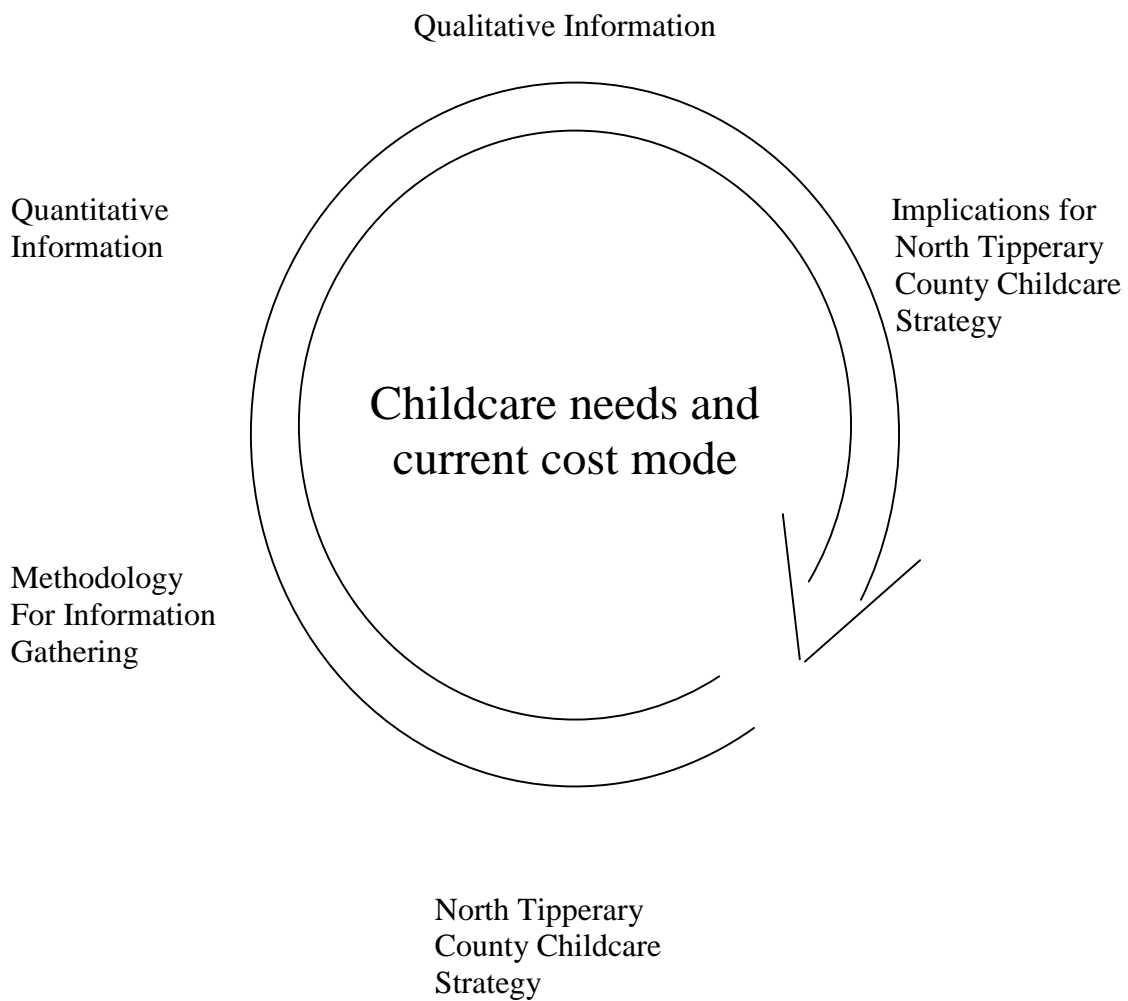 Qualitative Information
Quantitative
Information
Implications for
North Tipperary
County Childcare
Strategy
Childcare needs and
current cost mode
Methodology
For Information
Gathering
North Tipperary
County Childcare
Strategy